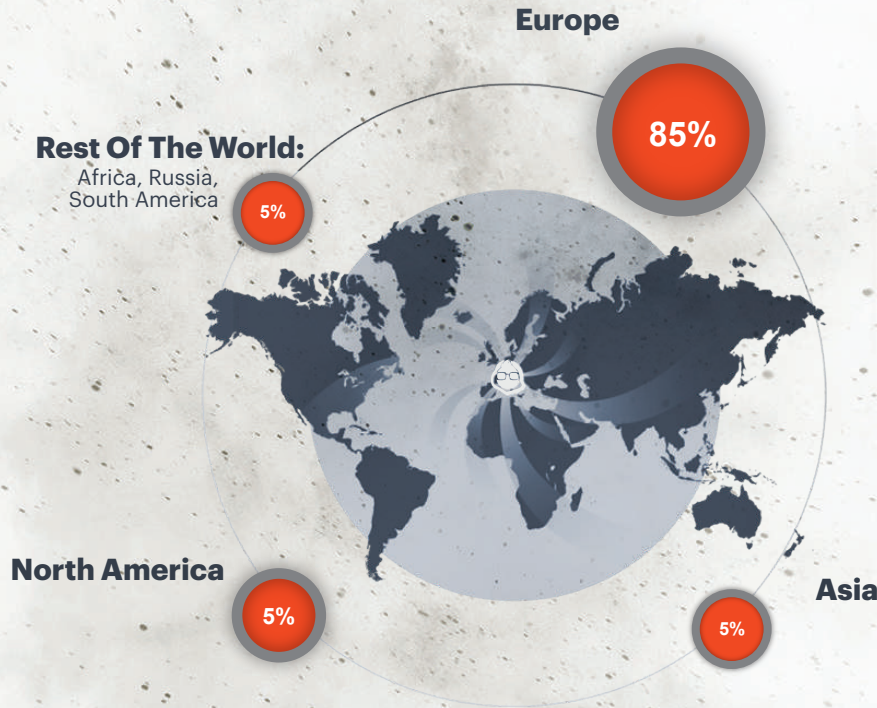 Europe
85%
Rest Of The World:
Africa, Russia,
South America
5%
North America
5%
Asia
5%